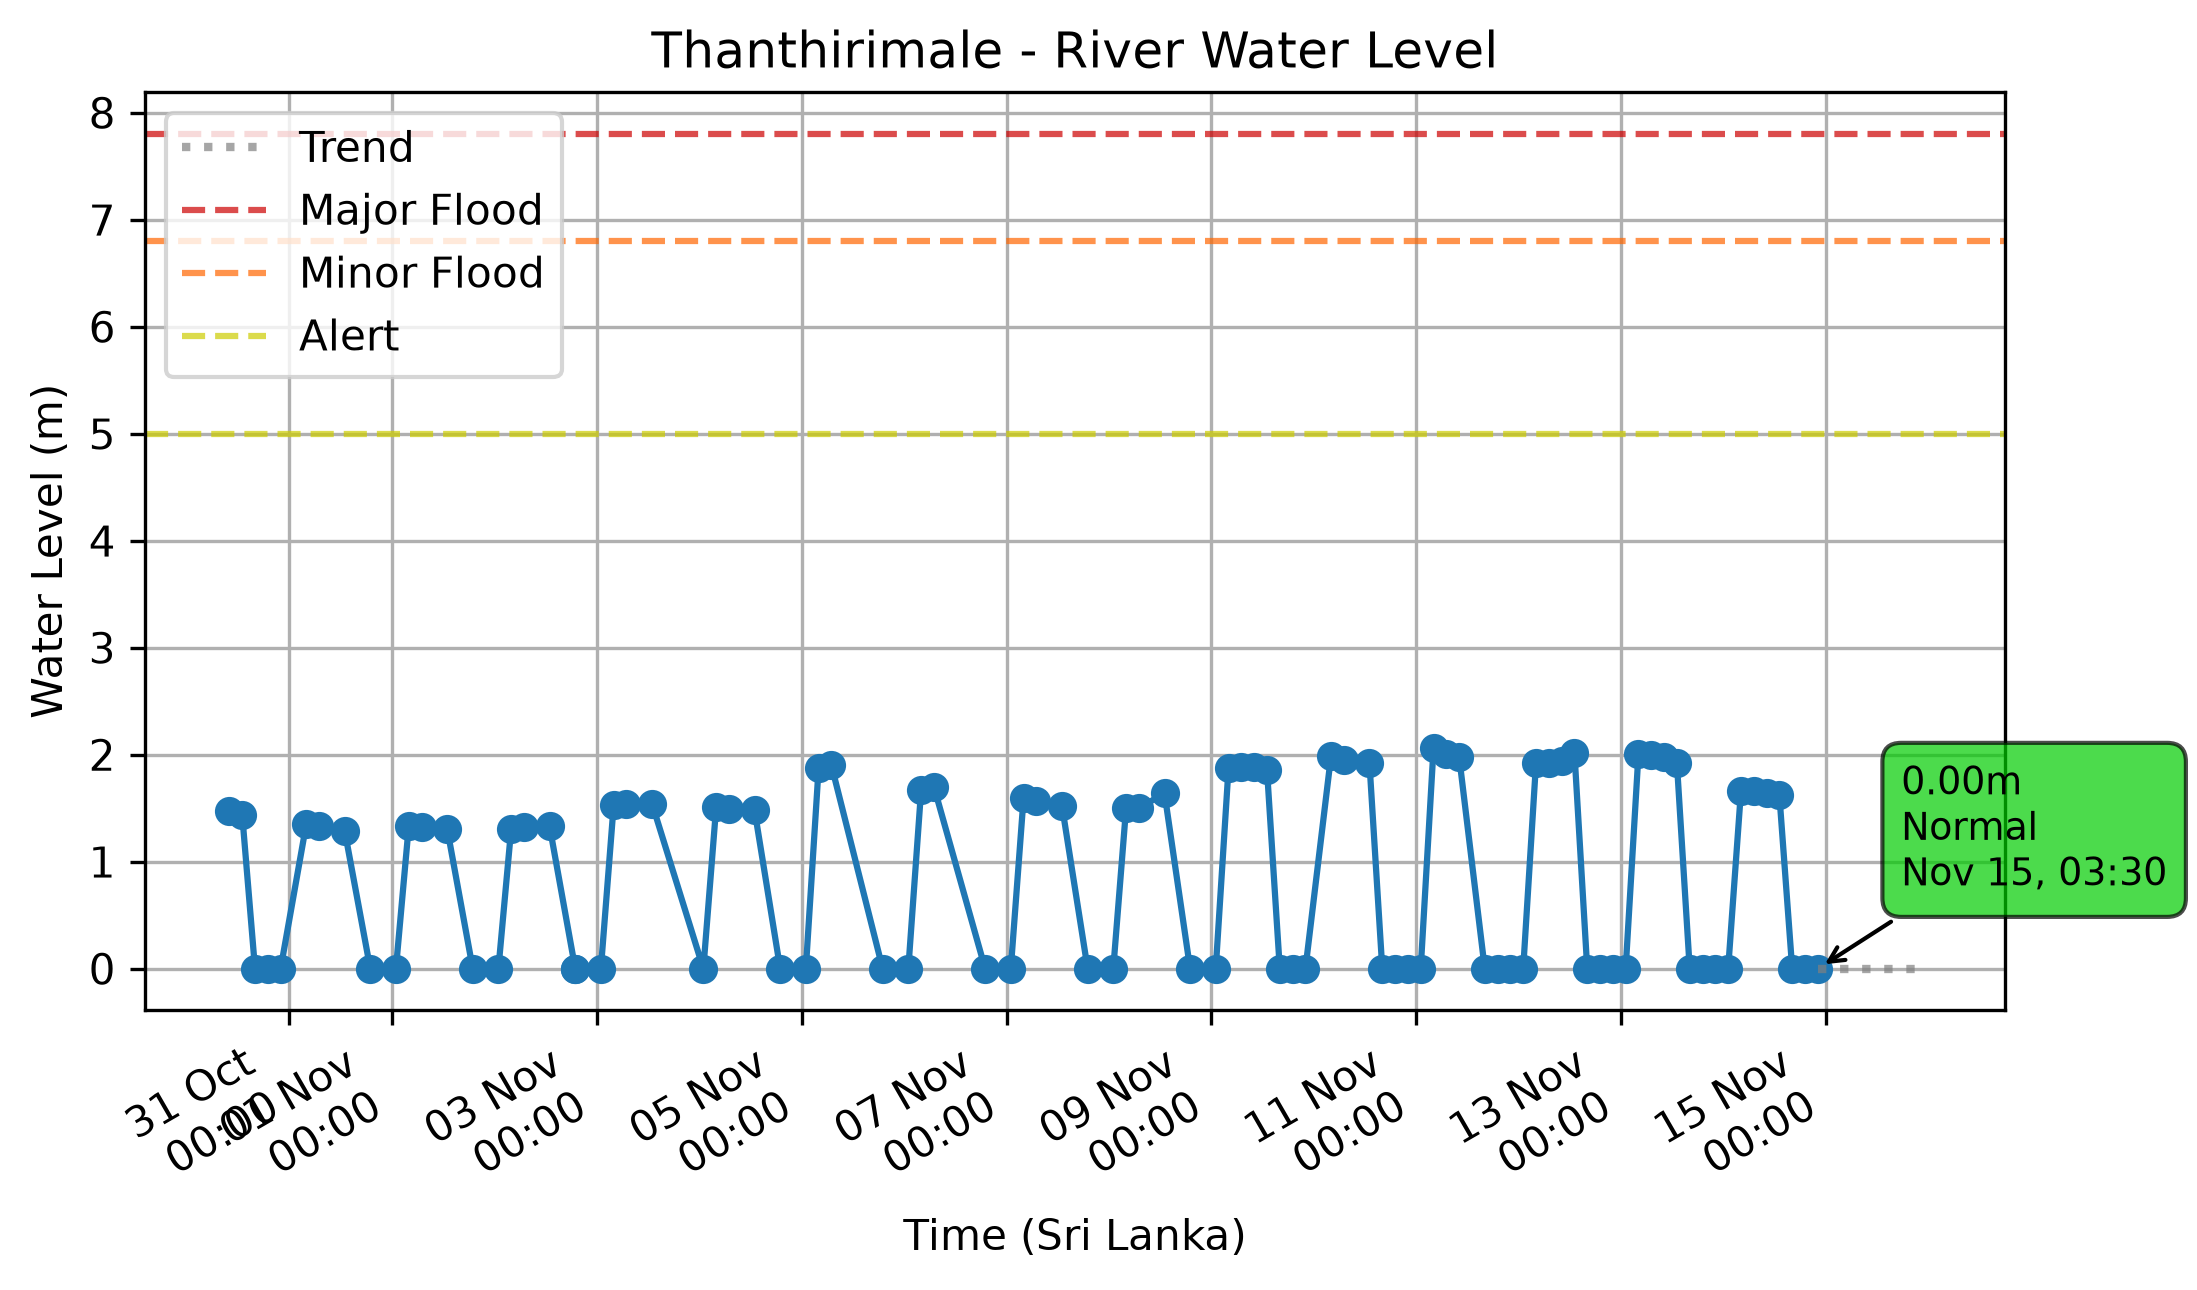 Thanthirimale - River Water Level
8
7
6
5
4
3
2
1
0
Water Level (m)
Trend
Major Flood
Minor Flood
Alert
0.00m
Normal
Nov 15, 03:30
31 Oct
00:00
01 Nov
00:00
03 Nov
00:00
05 Nov
00:00
07 Nov
00:00
09 Nov
00:00
11 Nov
00:00
13 Nov
00:00
15 Nov
00:00
Time (Sri Lanka)